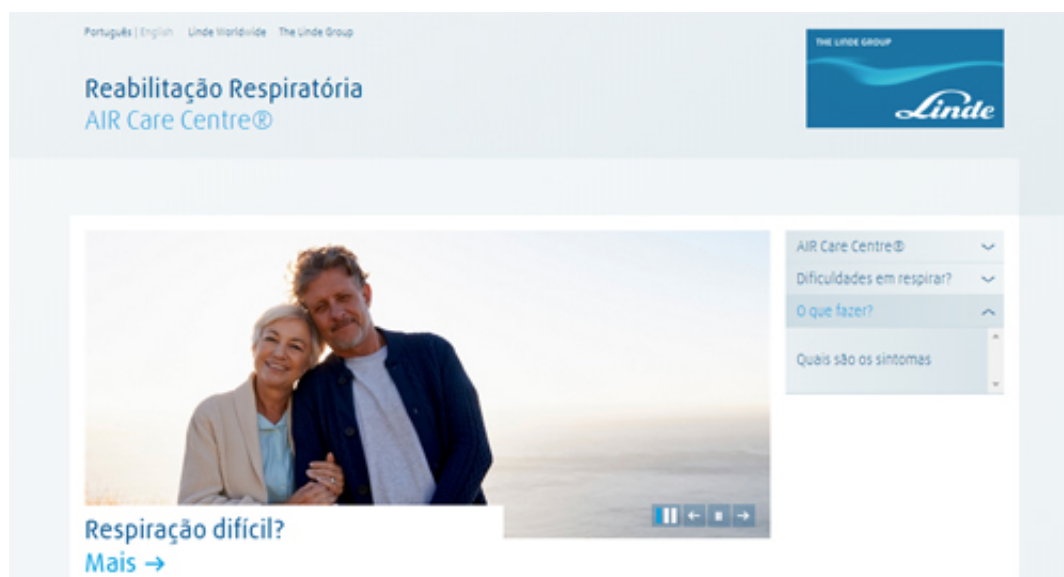 Português | English Linde Worldwide The Linde Group
THE LINDE GROUP
Linde
Reabilitação Respiratória
AIR Care Centre®
AIR Care Centre®
Dificuldades em respirar?
O que fazer?
Quais são os sintomas
Respiração difícil?
Mais →